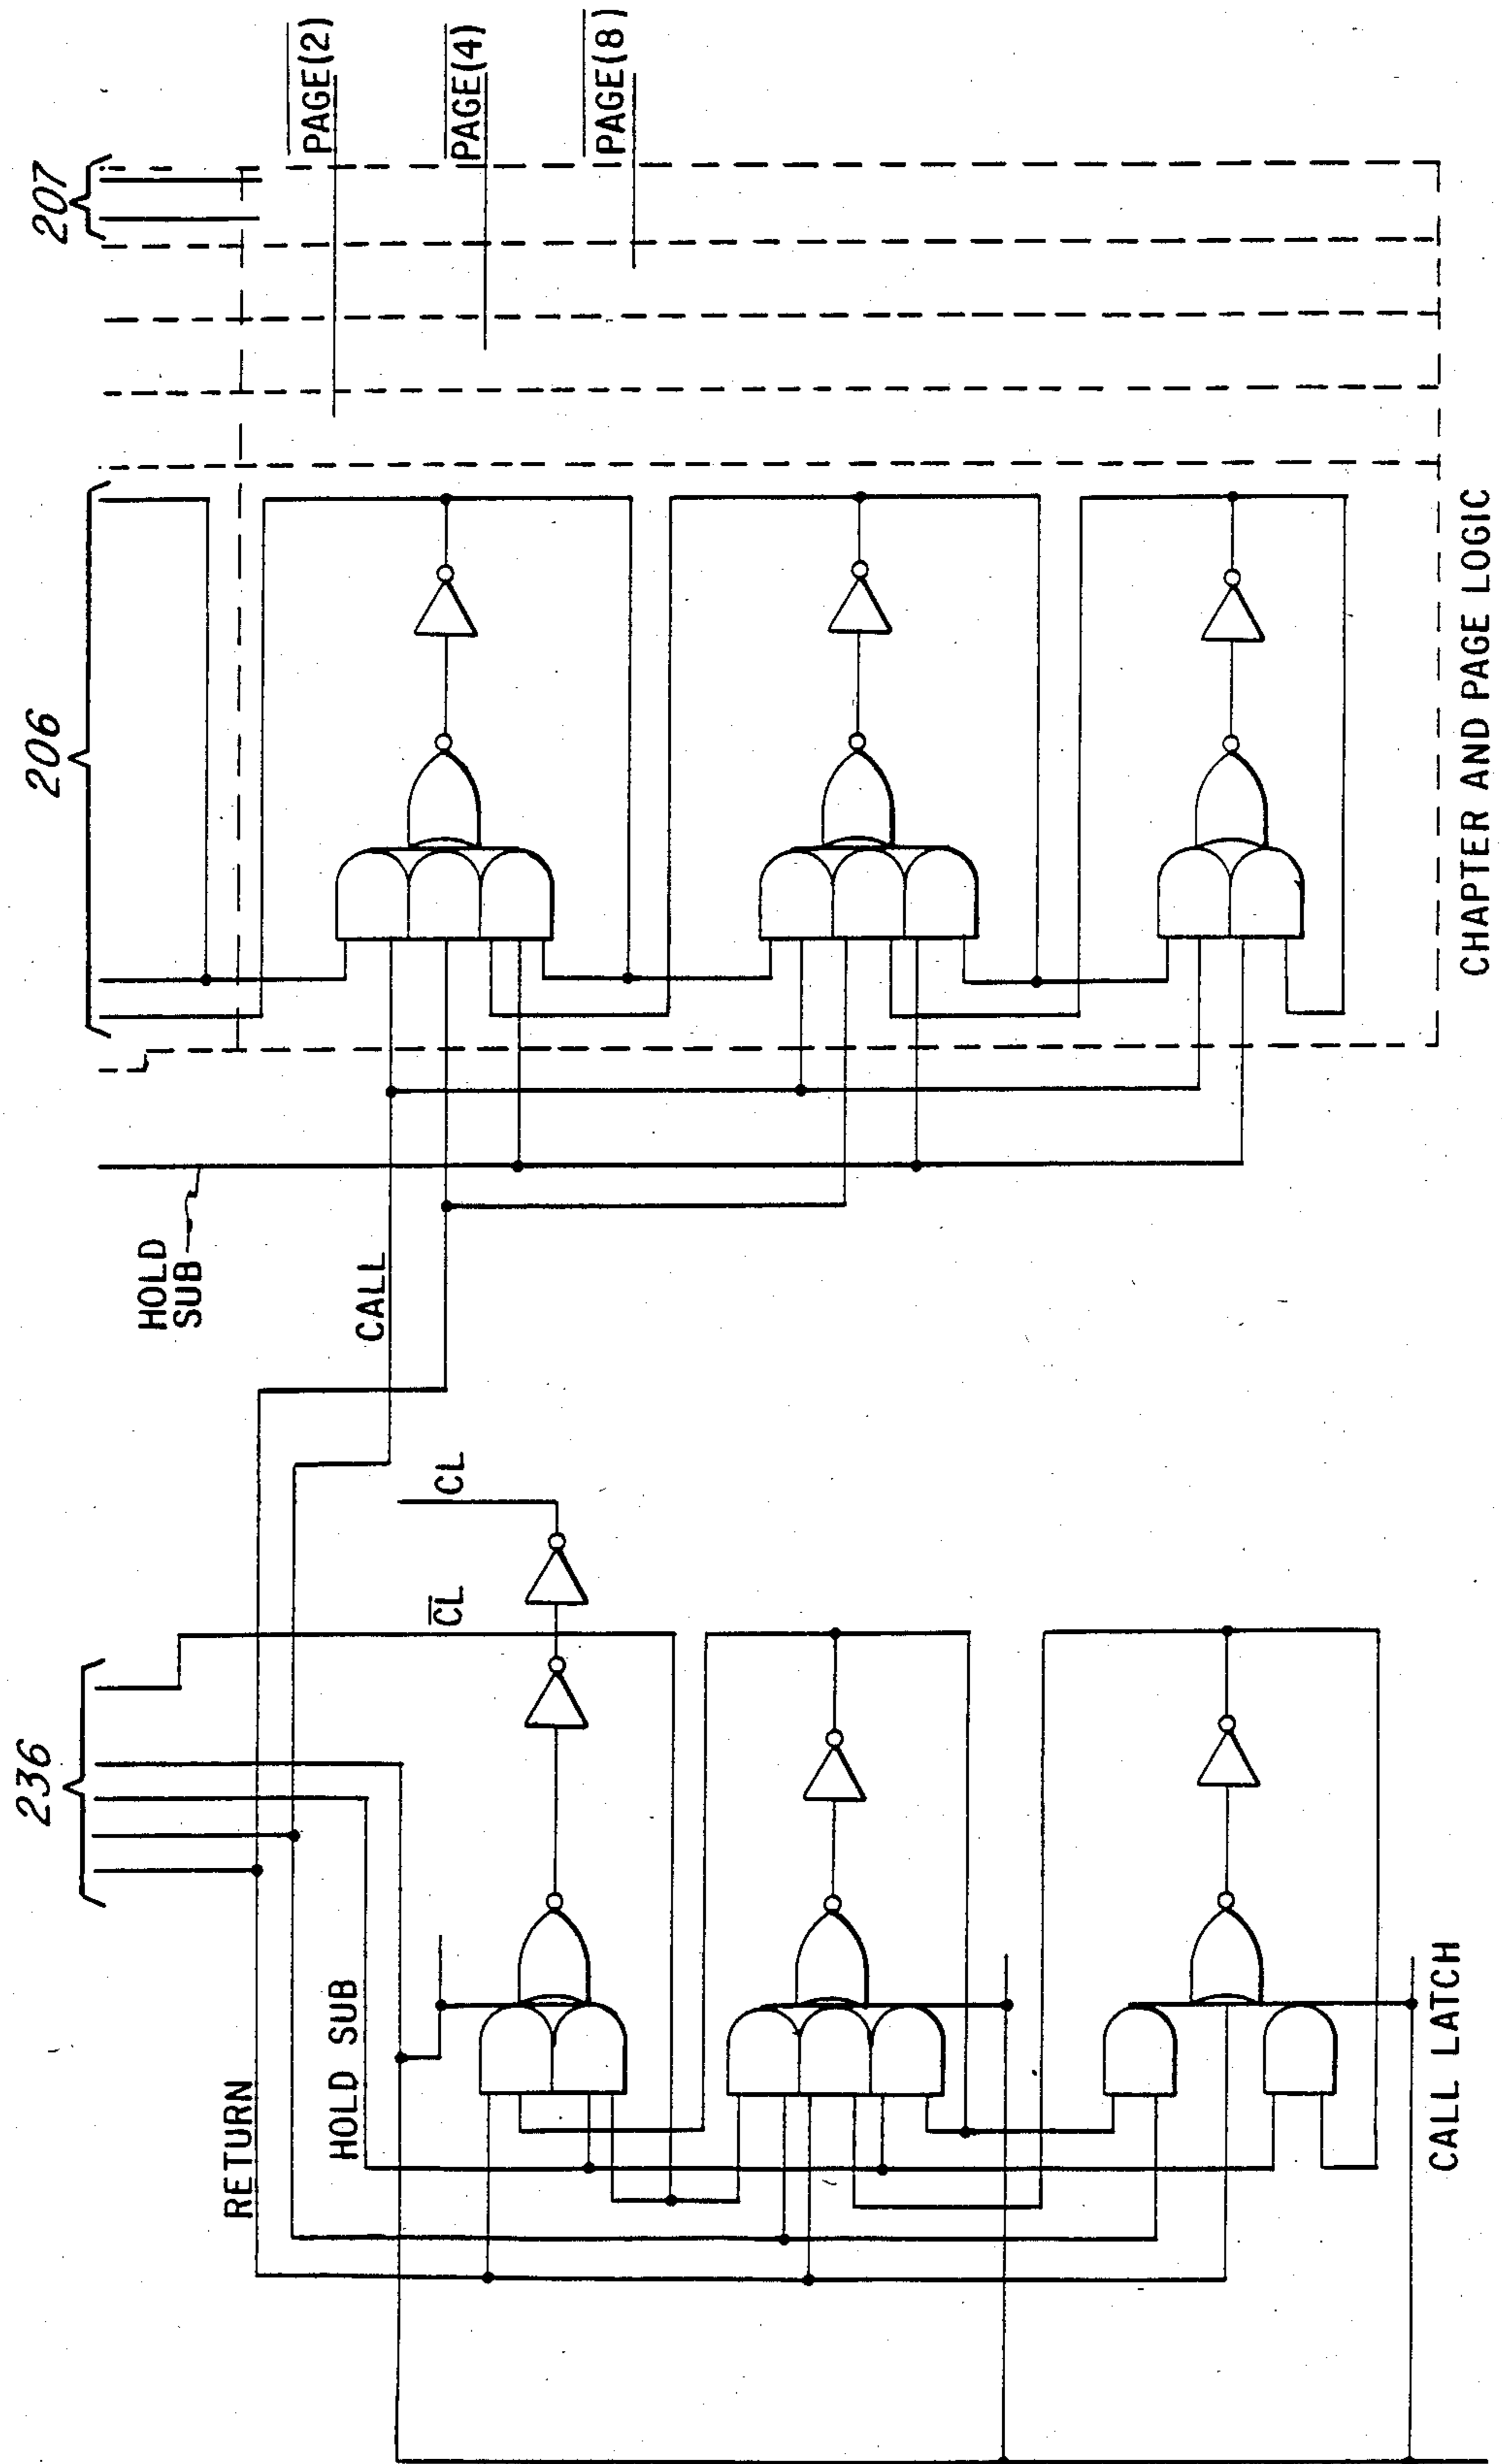 207
PAGE(2)
PAGE(4)
PAGE(8)
206
HOLD
SUB
CALL
CHAPTER AND PAGE LOGIC
236
CL
CL
RETURN
HOLD SUB
CALL LATCH